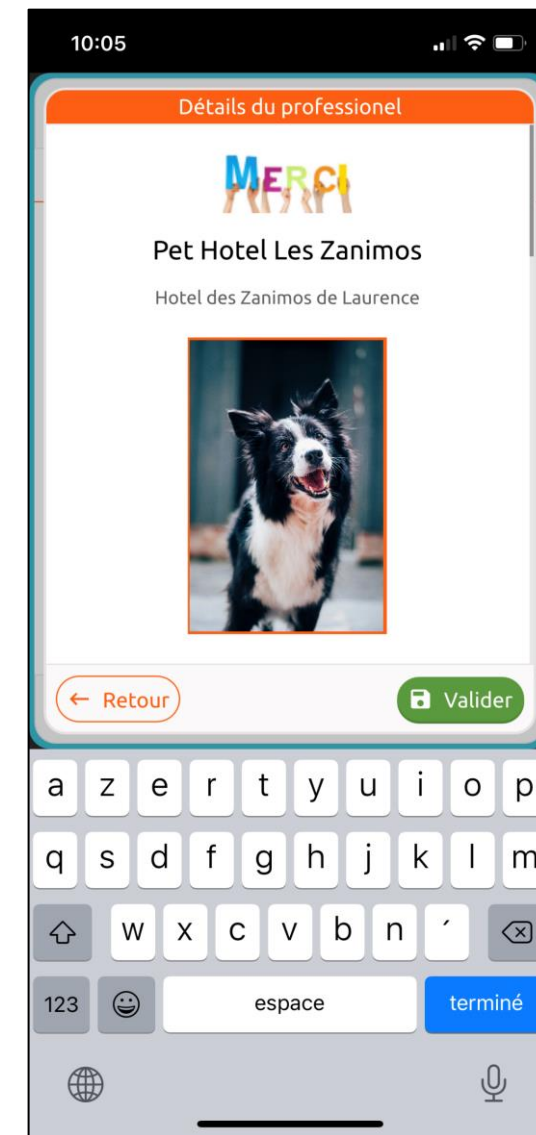 10:05
Détails du professionel
MERCI
Pet Hotel Les Zanimos
Hotel des Zanimos de Laurence
← Retour
Valider
a z e r t y u i o p
q s d f g h j k l m
w x c v b n ´
123 espace terminé